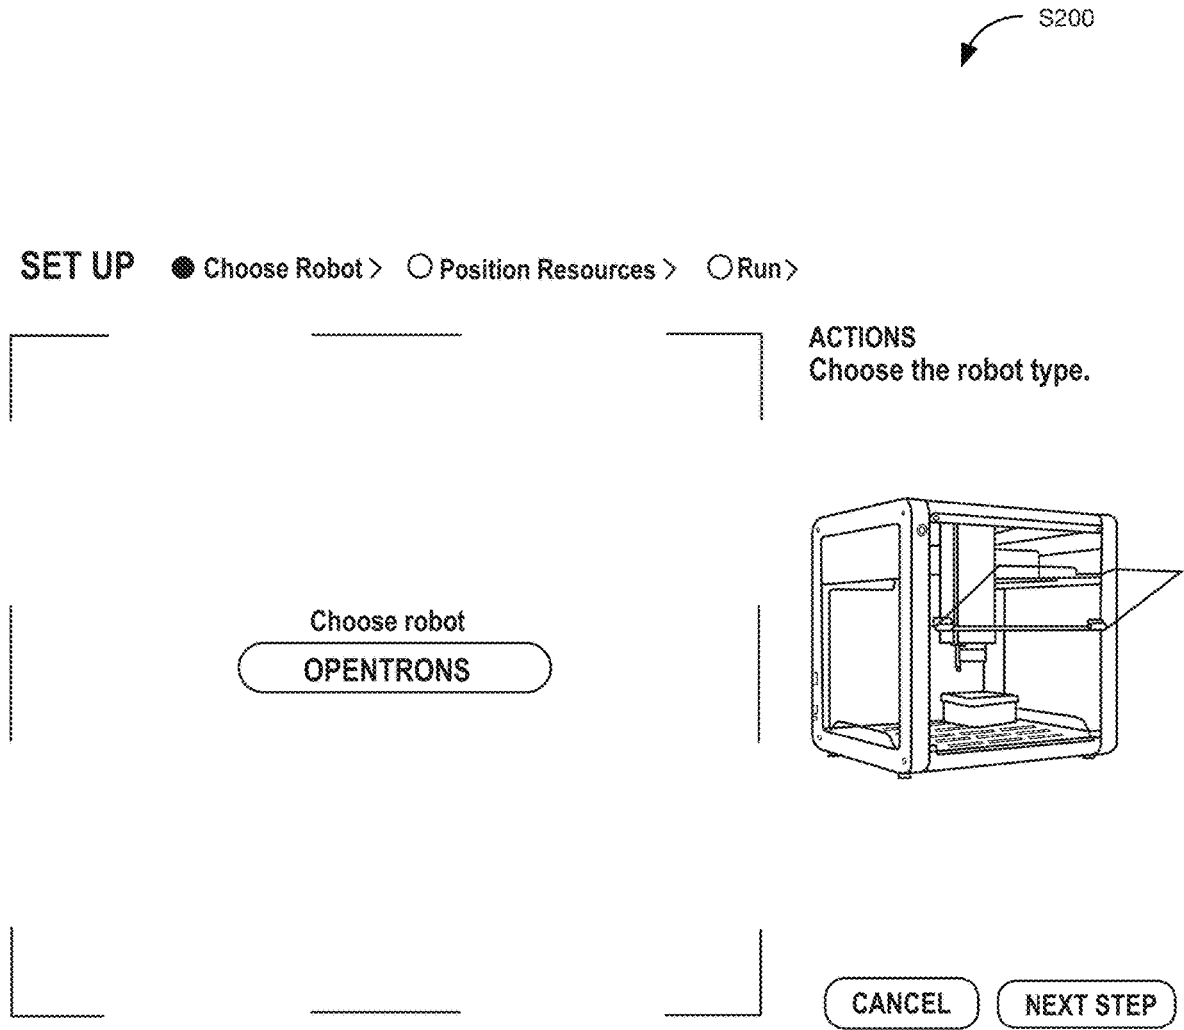 S200
SET UP Choose Robot > Position Resources > Run >
ACTIONS
Choose the robot type.
Choose robot
OPENTRONS
CANCEL NEXT STEP